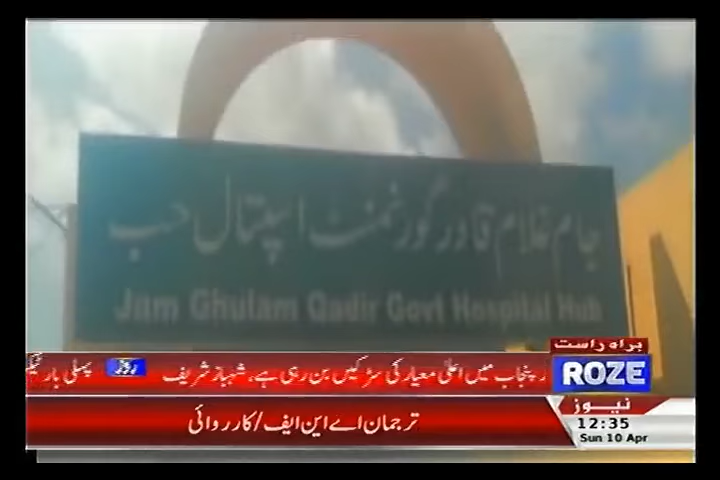 جام غلام قادر گورنمنٹ اسپتال حب
Jam Ghulam Qadir Govt Hospital Hub
براہ راست
پنجاب میں اعلیٰ معیار کی سڑکیں بن رہی ہے، شہباز شریف روز پہلی بار
ROZE
نیوز
ترجمان اے این ایف/کارروائی
12:35
Sun 10 Apr